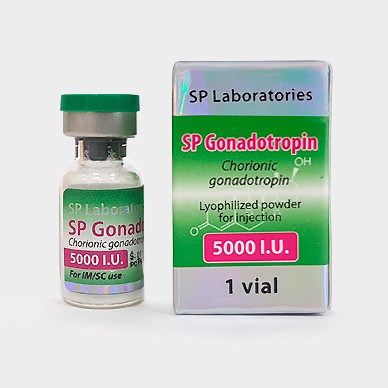 SP Laboratories
SP Gonadotropin
Chorionic
gonadotropin
OH
Lyophilized powder
for injection
5000 I.U.
1 vial
SP Laborat
SP Gonado
Chorionic gonadotro
5000 I.U.
For IM/SC use